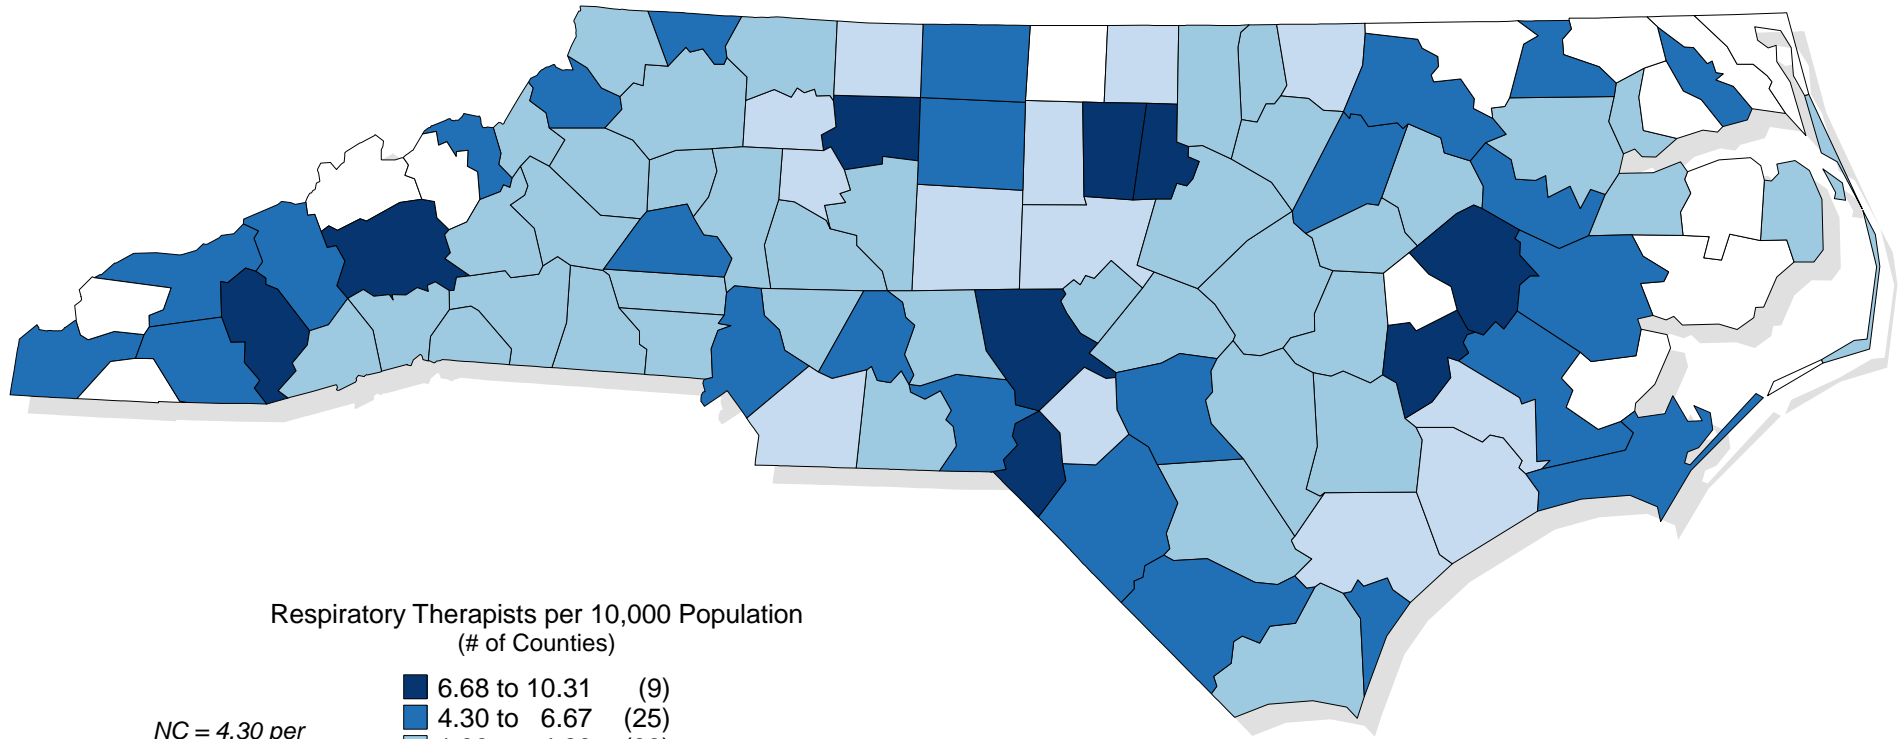 Respiratory Therapists per 10,000 Population
(# of Counties)
6.68 to 10.31 (9)
4.30 to 6.67 (25)
NC = 4.30 per